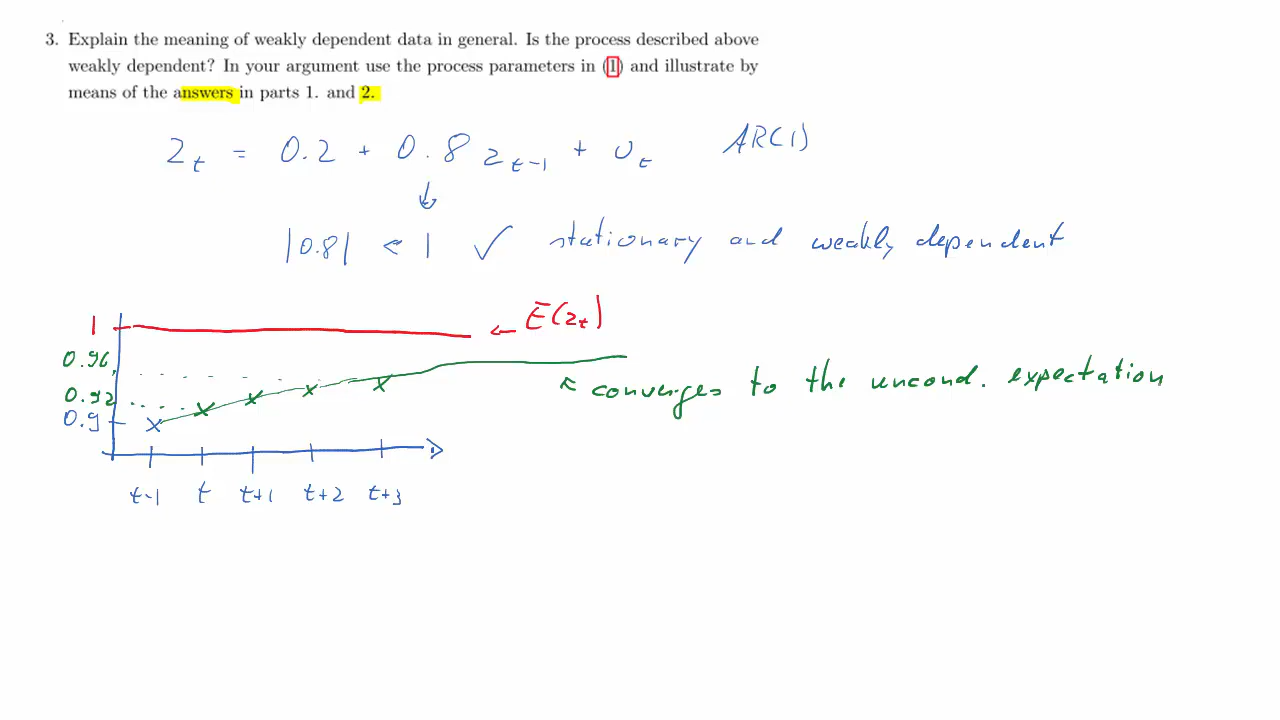 3. Explain the meaning of weakly dependent data in general. Is the process described above
weakly dependent? In your argument use the process parameters in (1) and illustrate by
means of the answers in parts 1. and 2.
z_t = 0.2 + 0.8 z_{t-1} + u_t AR(1)
↓
|0.8| < 1 ✓ stationary and weakly dependent
1 ← E(z_t)
0.96
0.92 ← converges to the uncond. expectation
0.9
t-1 t t+1 t+2 t+3